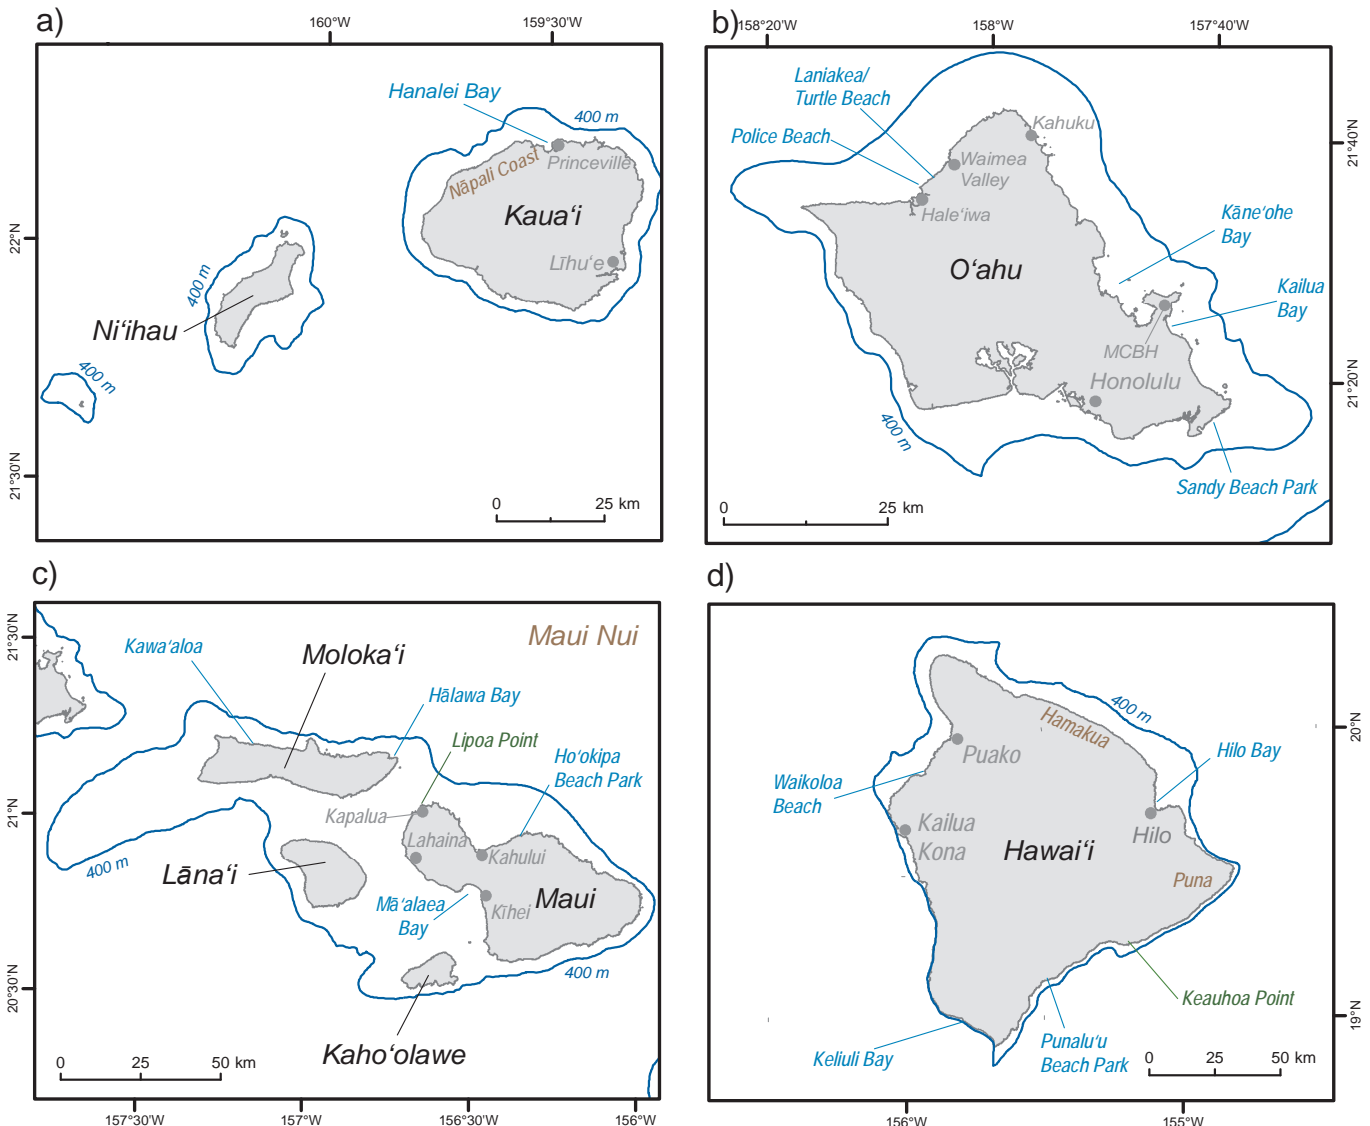 a)
160°W
159°30'W
Hanalei Bay
400 m
Nāpali Coast
Princeville
Kauaʻi
22°N
Līhuʻe
400 m
Niʻihau
400 m
21°30'N
0
25 km
b)
158°20'W
158°W
157°40'W
Laniakea/
Turtle Beach
Kahuku
Police Beach
21°40'N
Waimea
Valley
Haleʻiwa
Kāneʻohe
Bay
Oʻahu
Kailua
Bay
MCBH
Honolulu
21°20'N
400 m
Sandy Beach Park
0
25 km
c)
21°30'N
Maui Nui
Kawaʻaloa
Molokaʻi
Hālawa Bay
Lipoa Point
Hoʻokipa
Beach Park
21°N
Kapalua
Lahaina
Kahului
400 m
Lānaʻi
Māʻalaea
Bay
Kīhei
Maui
400 m
20°30'N
Kahoʻolawe
0
25
50 km
157°30'W
157°W
156°30'W
156°W
d)
400 m
Hamakua
20°N
Puako
Hilo Bay
Waikoloa
Beach
Kailua
Kona
Hawaiʻi
Hilo
Puna
Keauhoa Point
19°N
Keliuli Bay
Punaluʻu
Beach Park
0
25
50 km
156°W
155°W